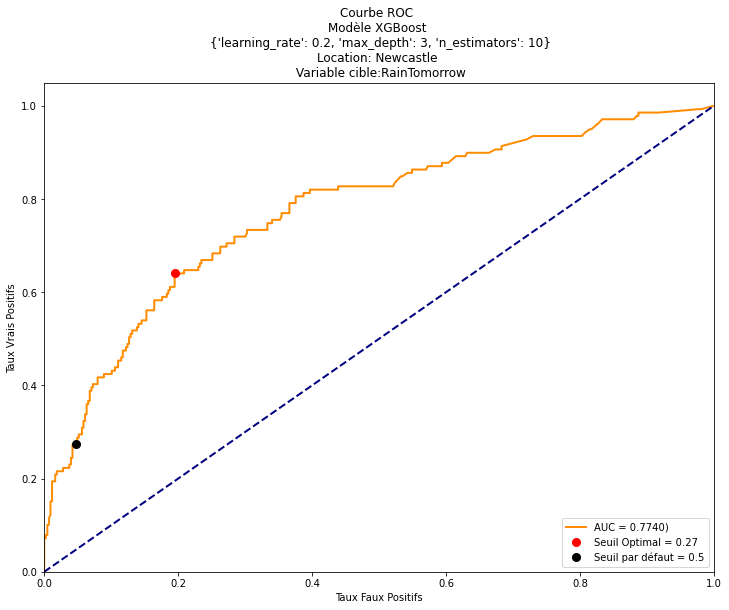 Courbe ROC
Modèle XGBoost
{'learning_rate': 0.2, 'max_depth': 3, 'n_estimators': 10}
Location: Newcastle
Variable cible:RainTomorrow
1.0
0.8
0.6
0.4
0.2
0.0
Taux Vrais Positifs
0.0 0.2 0.4 0.6 0.8 1.0
Taux Faux Positifs
AUC = 0.7740)
Seuil Optimal = 0.27
Seuil par défaut = 0.5